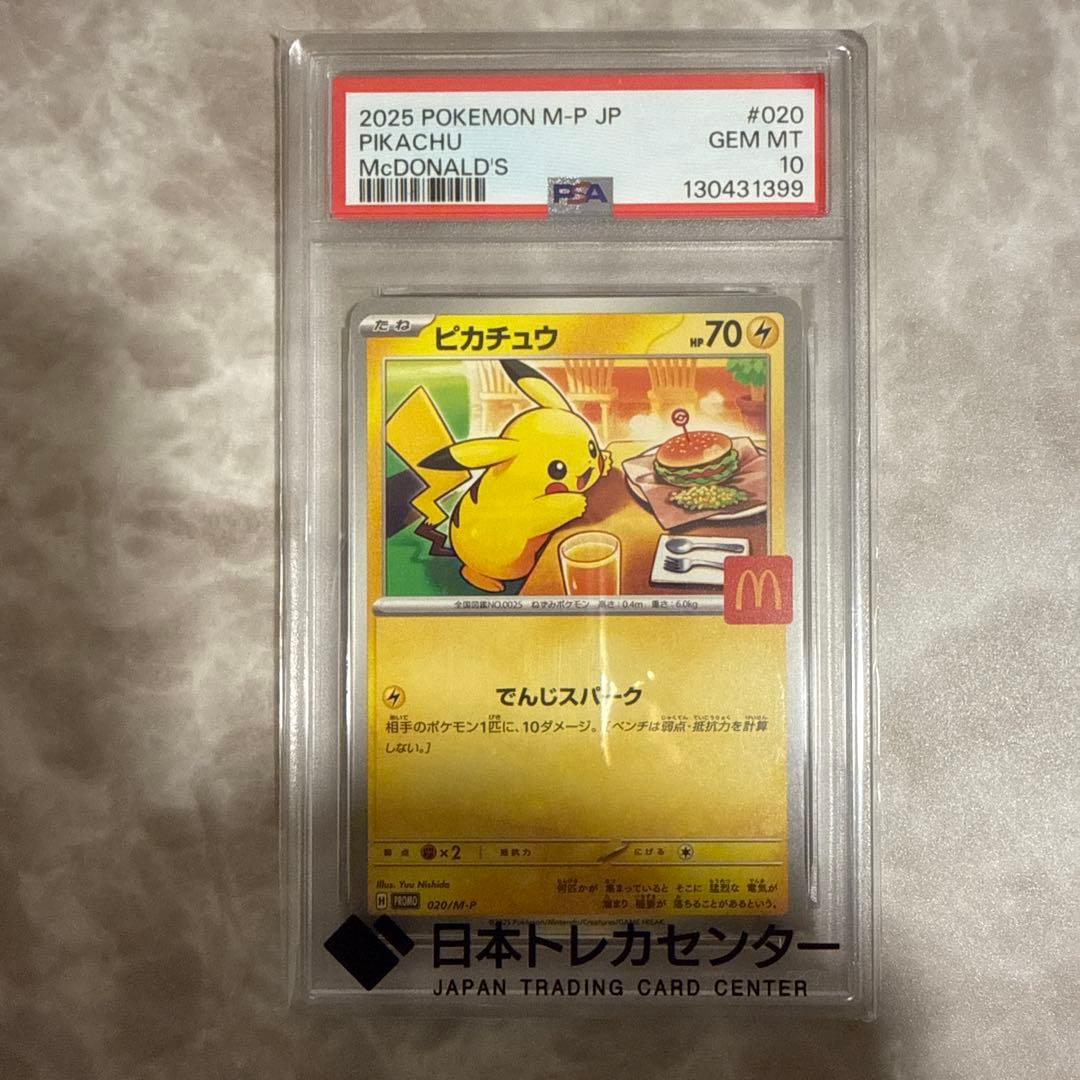 2025 POKEMON M-P JP #020
PIKACHU GEM MT
McDONALD'S 10
PSA 130431399
たね ピカチュウ HP70
全国図鑑NO.0025 ねずみポケモン 高さ:0.4m 重さ:6.0kg
でんじスパーク
相手のポケモン1匹に、10ダメージ。[ベンチは弱点・抵抗力を計算
しない。]
弱点 ×2 抵抗力 にげる
Illus. Yuu Nishida
何匹かが 集まっていると そこに 猛烈な 電気が
溜まり 稲妻が 落ちることがあるという。
H PROMO 020/M-P
©2025 Pokémon/Nintendo/Creatures/GAME FREAK
日本トレカセンター
JAPAN TRADING CARD CENTER